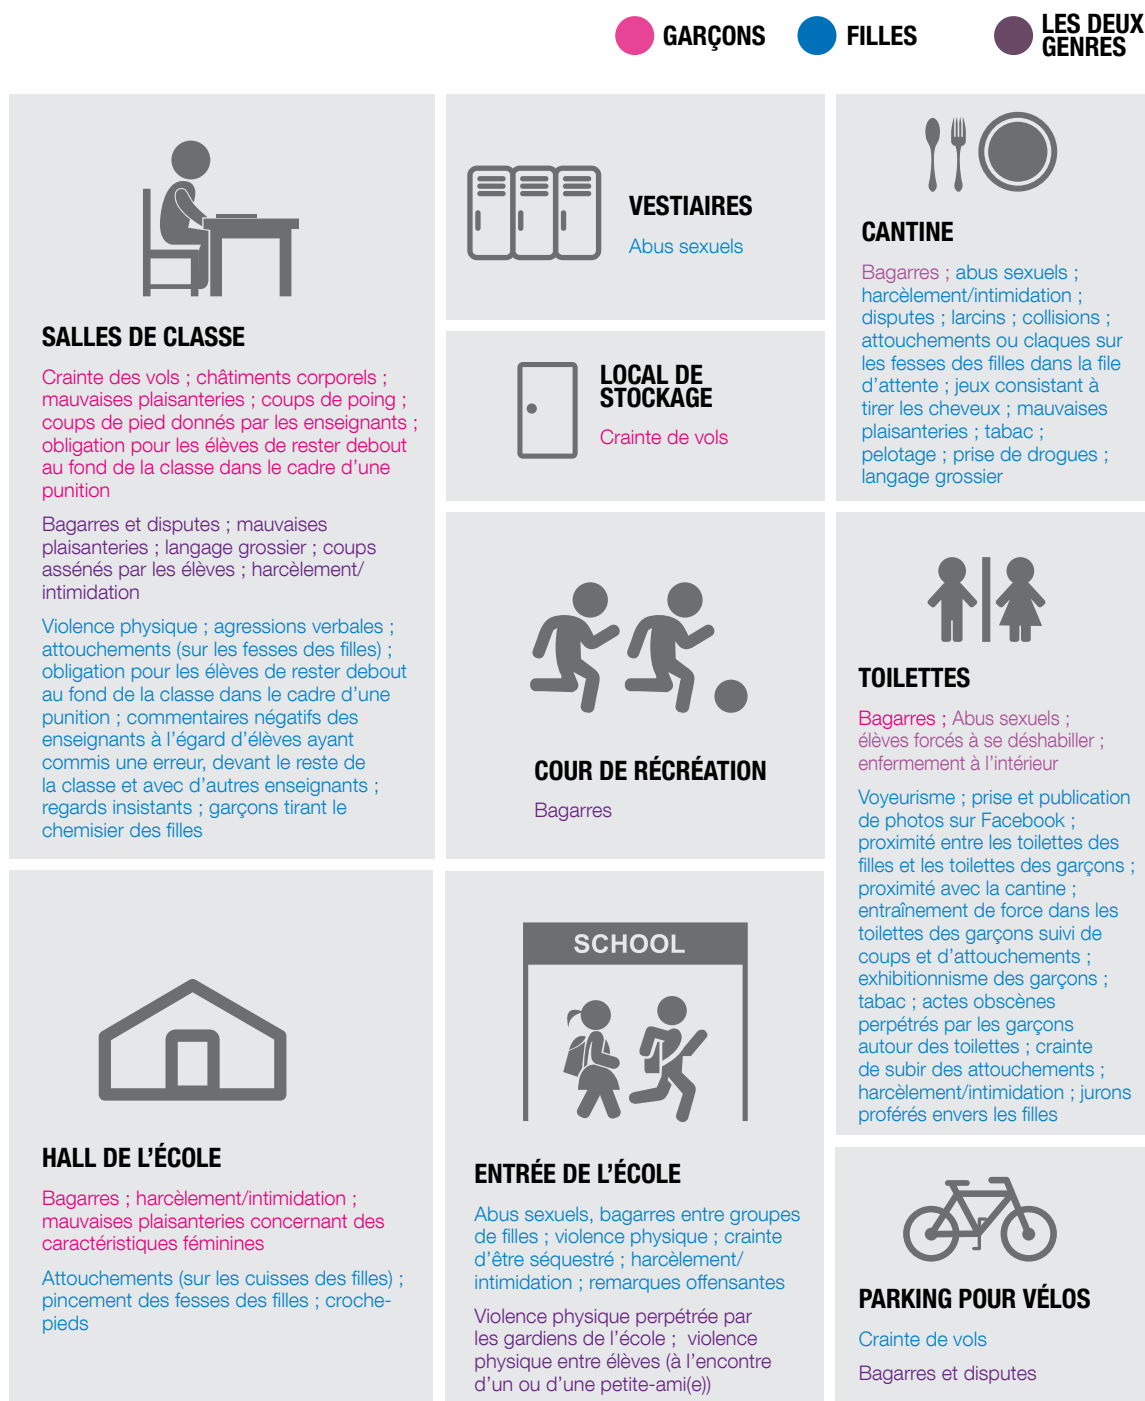 GARÇONS
FILLES
LES DEUX
GENRES
SALLES DE CLASSE
Crainte des vols ; châtiments corporels ;
mauvaises plaisanteries ; coups de poing ;
coups de pied donnés par les enseignants ;
obligation pour les élèves de rester debout
au fond de la classe dans le cadre d’une
punition
Bagarres et disputes ; mauvaises
plaisanteries ; langage grossier ; coups
assénés par les élèves ; harcèlement/
intimidation
Violence physique ; agressions verbales ;
attouchements (sur les fesses des filles) ;
obligation pour les élèves de rester debout
au fond de la classe dans le cadre d’une
punition ; commentaires négatifs des
enseignants à l’égard d’élèves ayant
commis une erreur, devant le reste de
la classe et avec d’autres enseignants ;
regards insistants ; garçons tirant le
chemisier des filles
VESTIAIRES
Abus sexuels
LOCAL DE
STOCKAGE
Crainte de vols
COUR DE RÉCRÉATION
Bagarres
CANTINE
Bagarres ; abus sexuels ;
harcèlement/intimidation ;
disputes ; larcins ; collisions ;
attouchements ou claques sur
les fesses des filles dans la file
d’attente ; jeux consistant à
tirer les cheveux ; mauvaises
plaisanteries ; tabac ;
pelotage ; prise de drogues ;
langage grossier
TOILETTES
Bagarres ; Abus sexuels ;
élèves forcés à se déshabiller ;
enfermement à l’intérieur
Voyeurisme ; prise et publication
de photos sur Facebook ;
proximité entre les toilettes des
filles et les toilettes des garçons ;
proximité avec la cantine ;
entraînement de force dans les
toilettes des garçons suivi de
coups et d’attouchements ;
exhibitionnisme des garçons ;
tabac ; actes obscènes
perpétrés par les garçons
autour des toilettes ; crainte
de subir des attouchements ;
harcèlement/intimidation ; jurons
proférés envers les filles
HALL DE L’ÉCOLE
Bagarres ; harcèlement/intimidation ;
mauvaises plaisanteries concernant des
caractéristiques féminines
Attouchements (sur les cuisses des filles) ;
pincement des fesses des filles ; croche-
pieds
SCHOOL
ENTRÉE DE L’ÉCOLE
Abus sexuels, bagarres entre groupes
de filles ; violence physique ; crainte
d’être séquestré ; harcèlement/
intimidation ; remarques offensantes
Violence physique perpétrée par
les gardiens de l’école ; violence
physique entre élèves (à l’encontre
d’un ou d’une petite-ami(e))
PARKING POUR VÉLOS
Crainte de vols
Bagarres et disputes